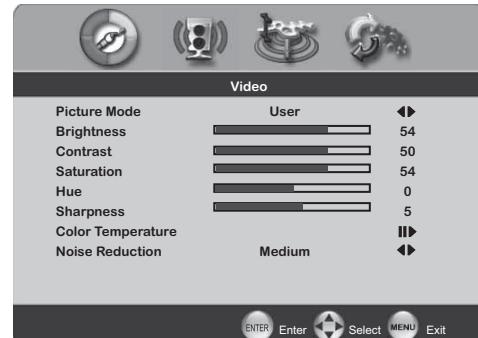 Video
Picture Mode User
Brightness 54
Contrast 50
Saturation 54
Hue 0
Sharpness 5
Color Temperature
Noise Reduction Medium
ENTER Enter Select MENU Exit